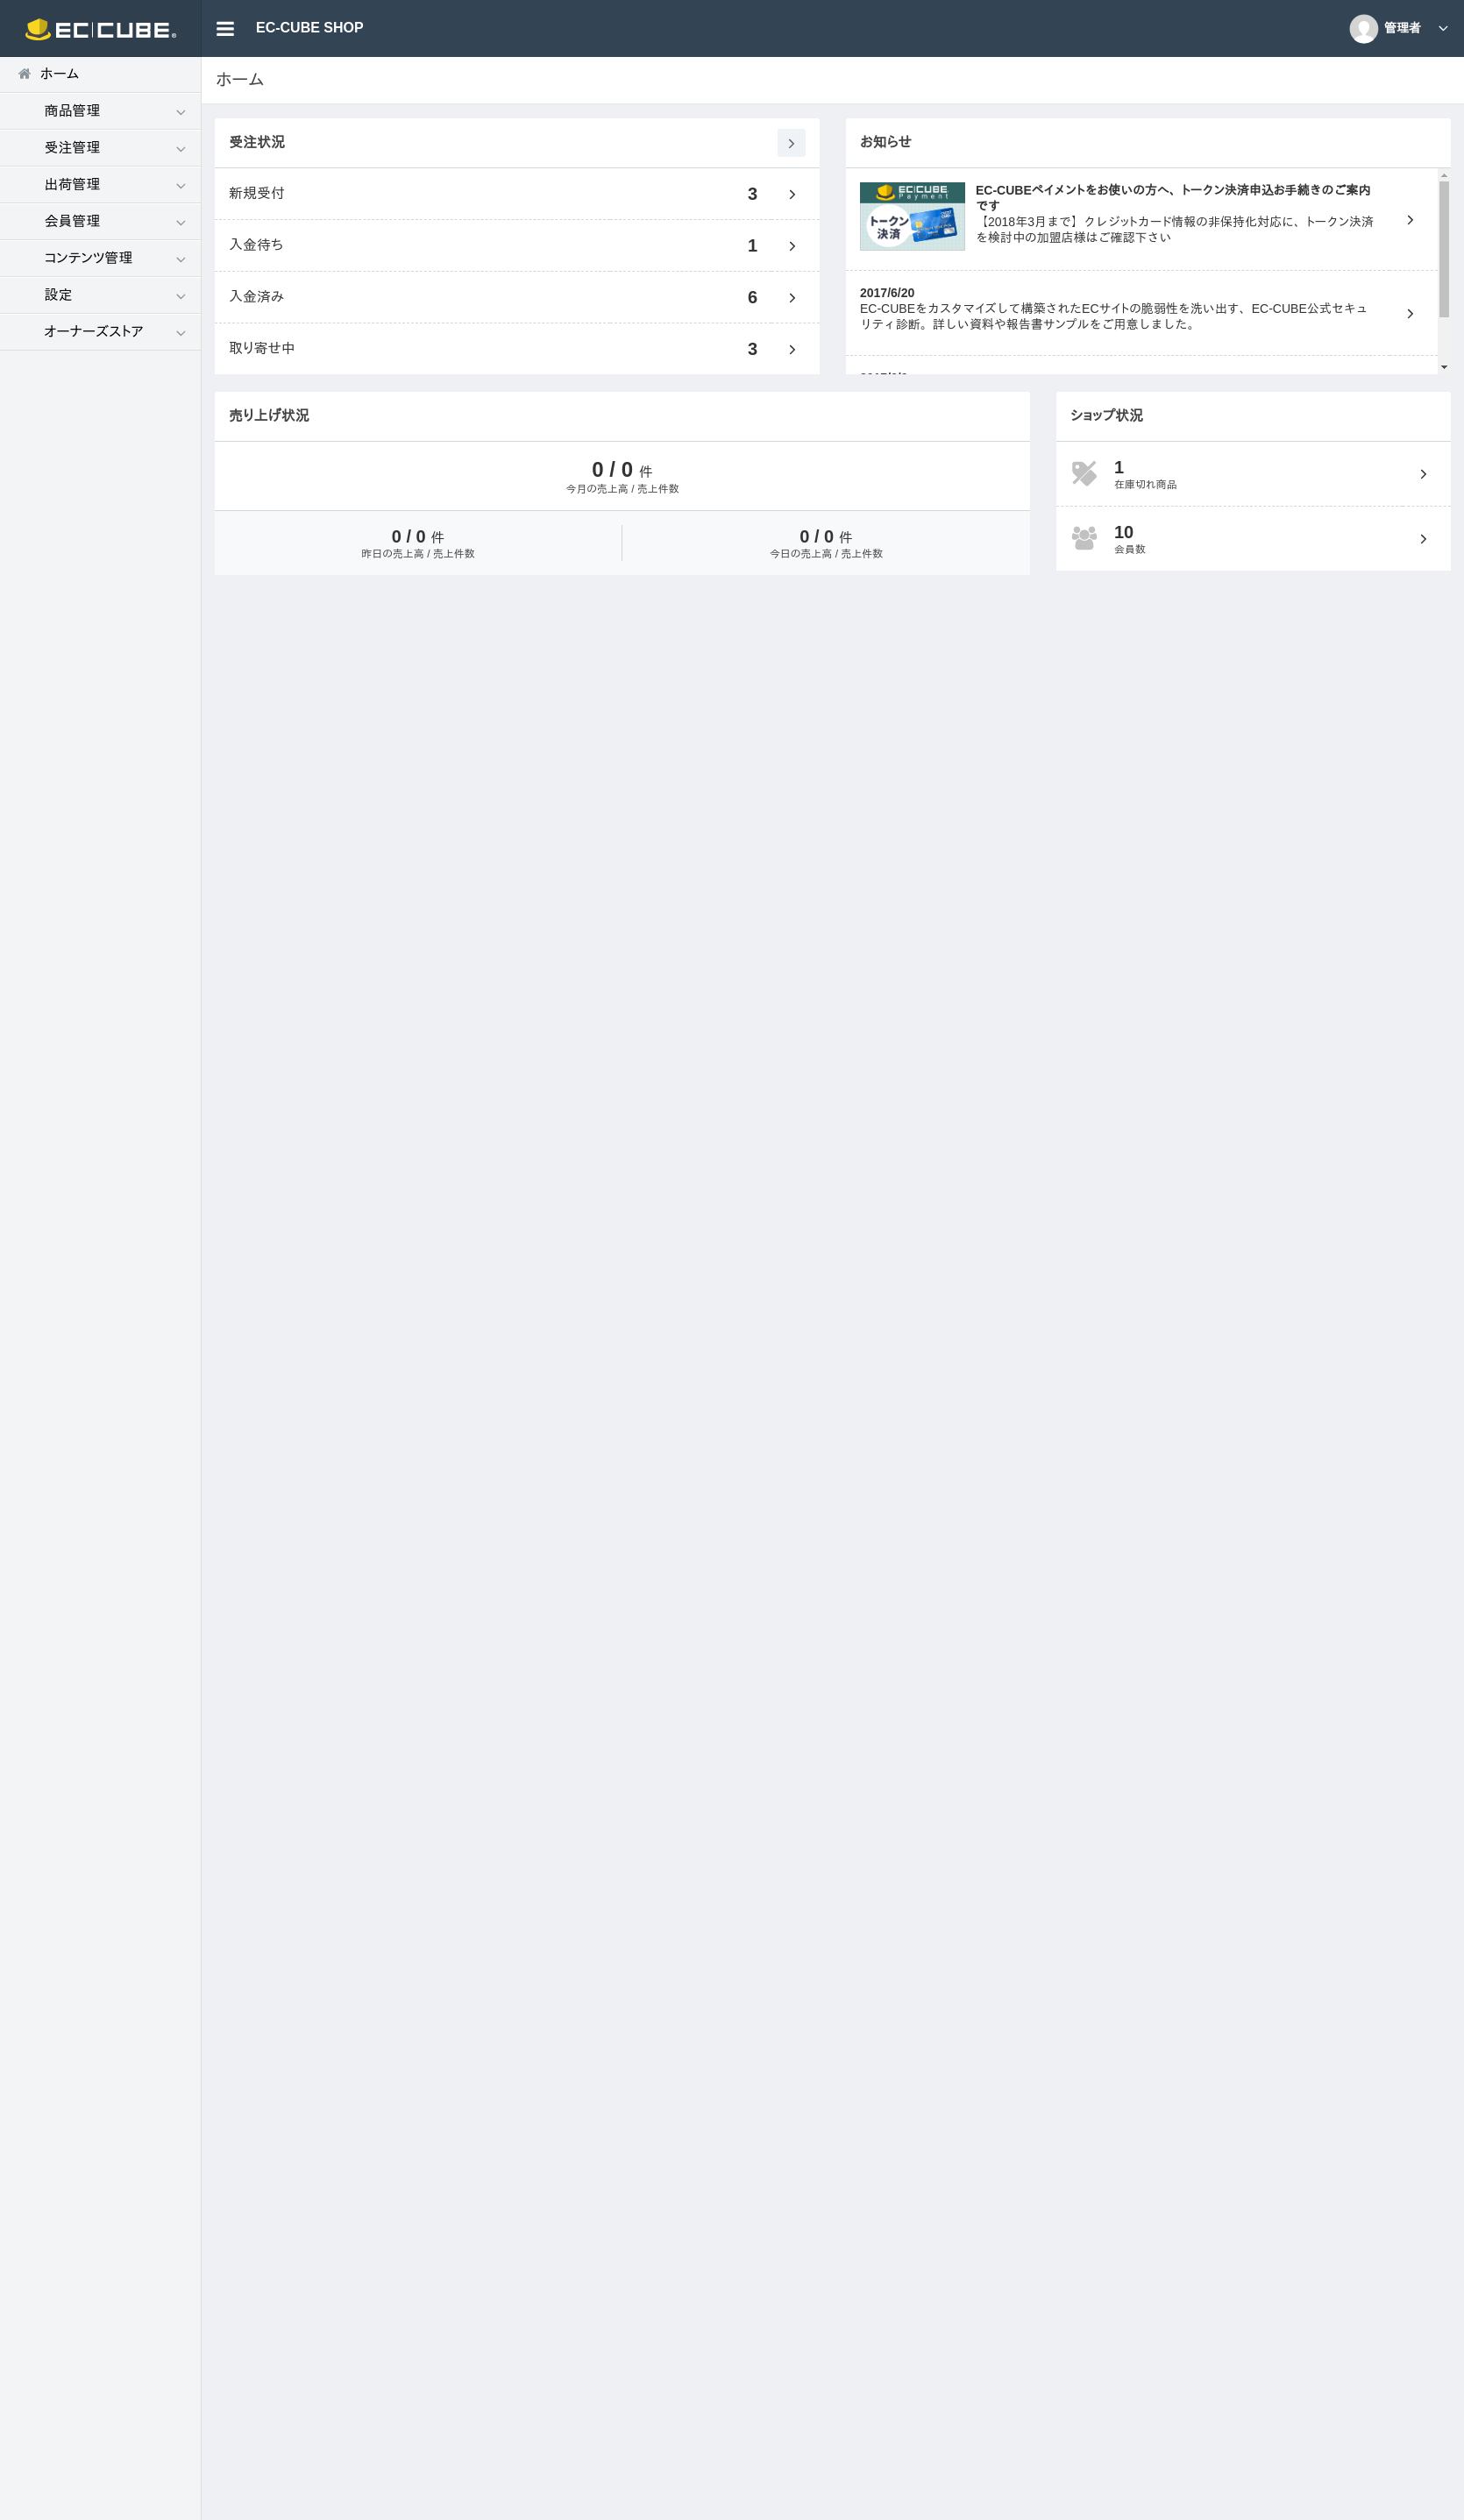 EC CUBE ®
EC-CUBE SHOP
管理者
ホーム
商品管理
受注管理
出荷管理
会員管理
コンテンツ管理
設定
オーナーズストア
ホーム
受注状況
新規受付 3
入金待ち 1
入金済み 6
取り寄せ中 3
お知らせ
EC CUBE
Payment
トークン
決済
EC-CUBEペイメントをお使いの方へ、トークン決済申込お手続きのご案内
です
【2018年3月まで】クレジットカード情報の非保持化対応に、トークン決済
を検討中の加盟店様はご確認下さい
2017/6/20
EC-CUBEをカスタマイズして構築されたECサイトの脆弱性を洗い出す、EC-CUBE公式セキュ
リティ診断。詳しい資料や報告書サンプルをご用意しました。
売り上げ状況
0 / 0 件
今月の売上高 / 売上件数
0 / 0 件
昨日の売上高 / 売上件数
0 / 0 件
今日の売上高 / 売上件数
ショップ状況
1
在庫切れ商品
10
会員数